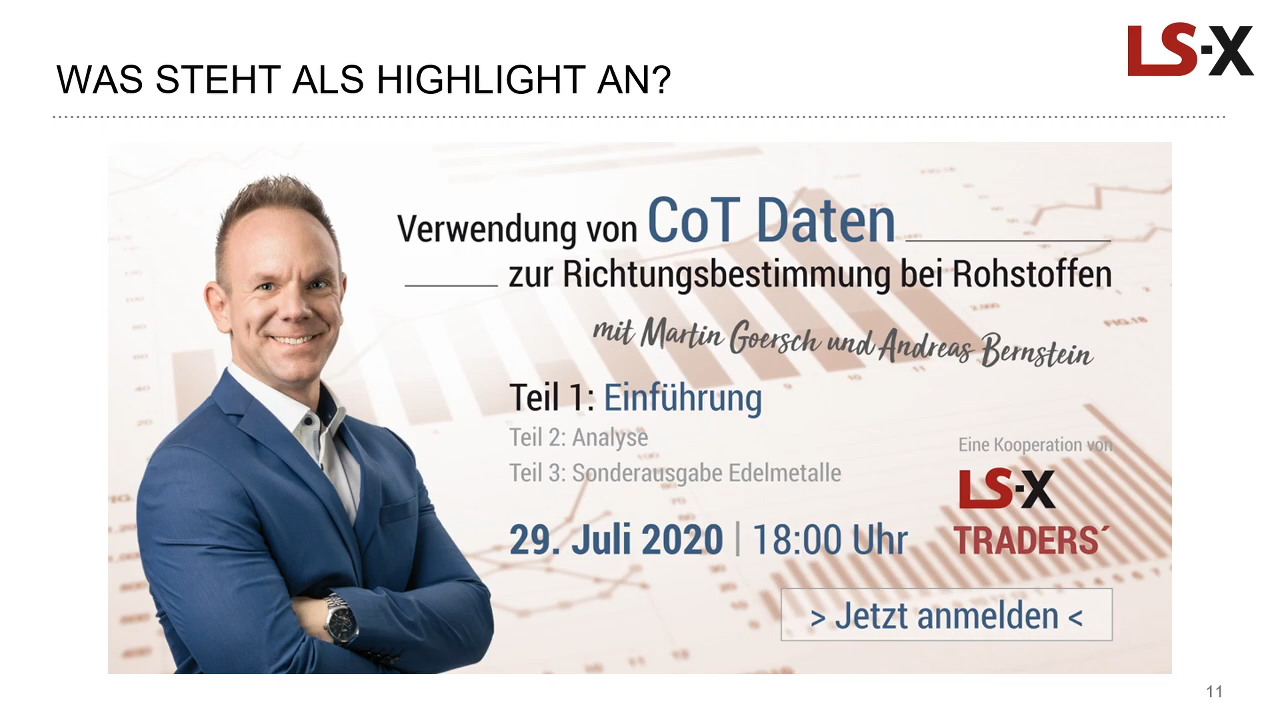 WAS STEHT ALS HIGHLIGHT AN?
LS-X
Verwendung von CoT Daten
zur Richtungsbestimmung bei Rohstoffen
mit Martin Goersch und Andreas Bernstein
Teil 1: Einführung
Teil 2: Analyse
Teil 3: Sonderausgabe Edelmetalle
Eine Kooperation von
LS-X
TRADERS´
29. Juli 2020 | 18:00 Uhr
> Jetzt anmelden <
11